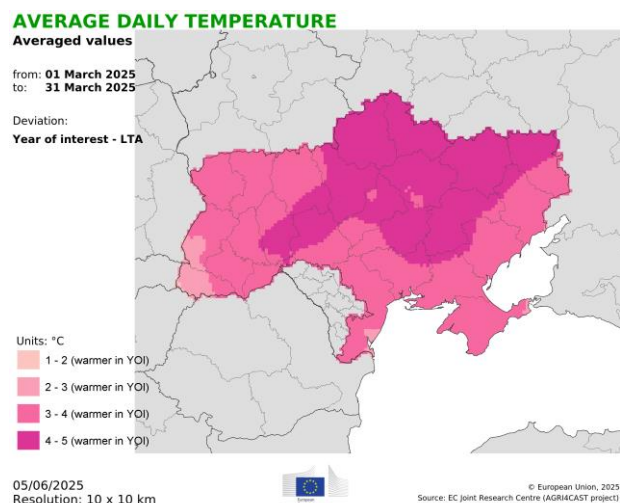 AVERAGE DAILY TEMPERATURE
Averaged values
from: 01 March 2025
to: 31 March 2025
Deviation:
Year of interest - LTA
Units: °C
1 - 2 (warmer in YOI)
2 - 3 (warmer in YOI)
3 - 4 (warmer in YOI)
4 - 5 (warmer in YOI)
05/06/2025
Resolution: 10 x 10 km
European
© European Union, 2025
Source: EC Joint Research Centre (AGRI4CAST project)